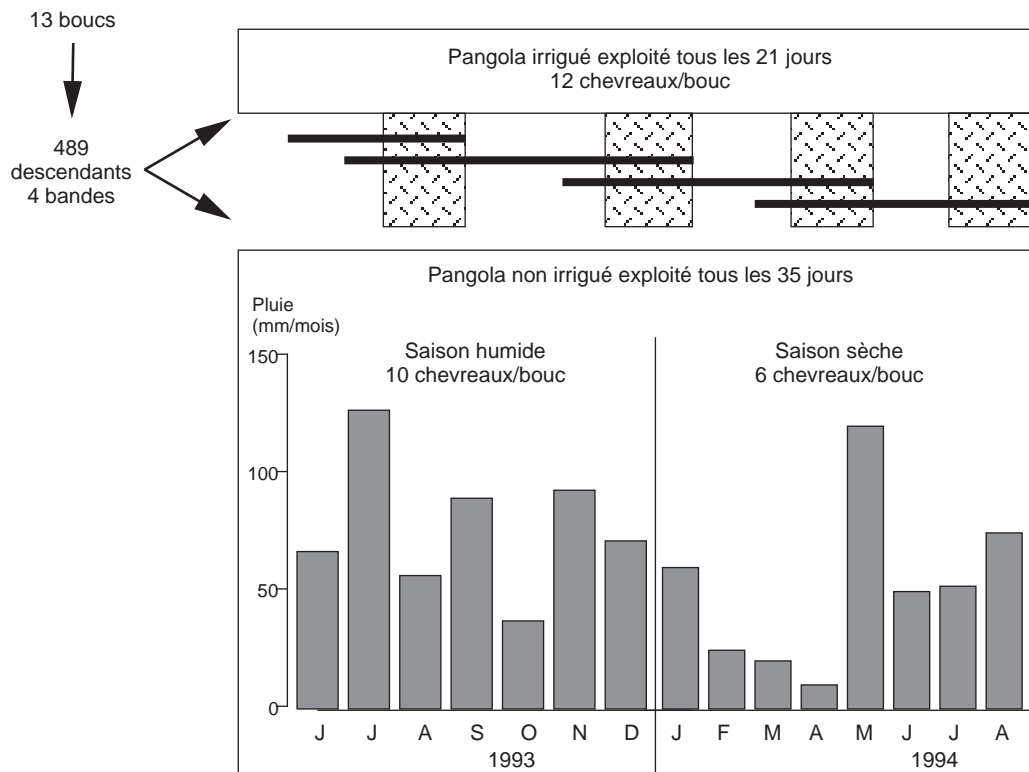 13 boucs
489
descendants
4 bandes
Pangola irrigué exploité tous les 21 jours
12 chevreaux/bouc
Pangola non irrigué exploité tous les 35 jours
Pluie
(mm/mois)
Saison humide
10 chevreaux/bouc
Saison sèche
6 chevreaux/bouc
150
100
50
0
J J A S O N D J F M A M J J A
1993 1994